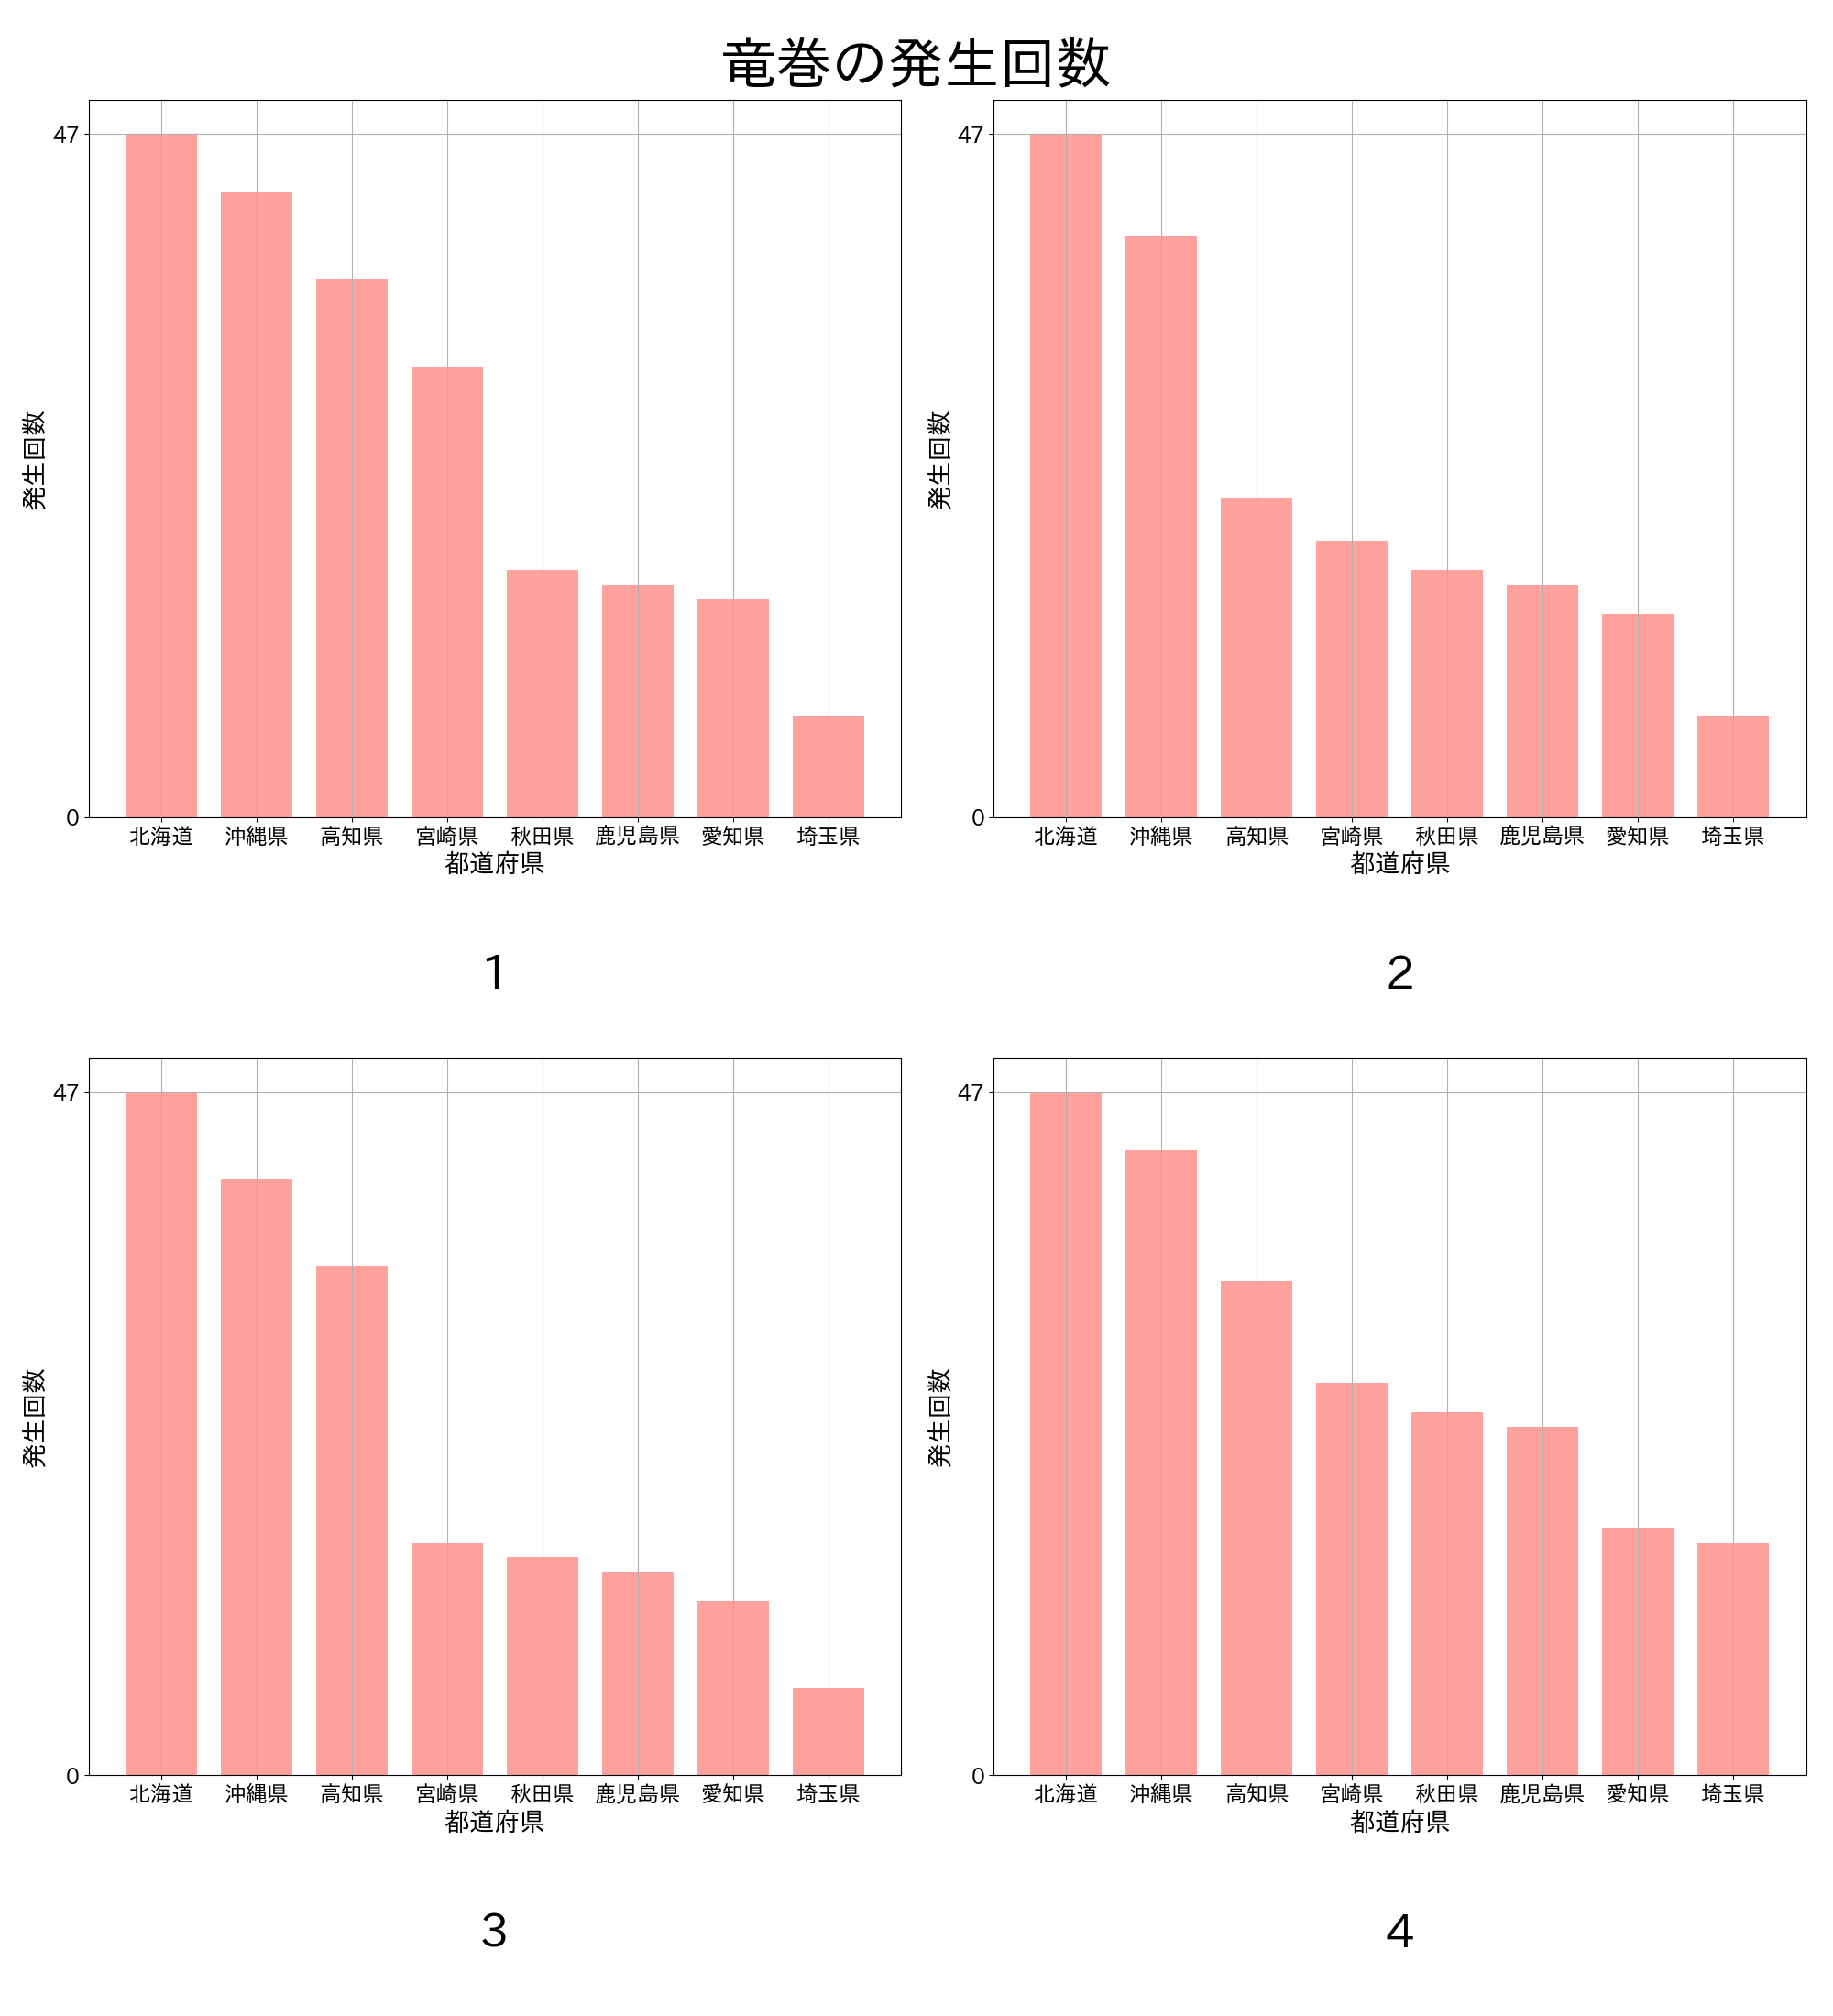 竜巻の発生回数
47
発生回数
0
北海道 沖縄県 高知県 宮崎県 秋田県 鹿児島県 愛知県 埼玉県
都道府県
1
47
発生回数
0
北海道 沖縄県 高知県 宮崎県 秋田県 鹿児島県 愛知県 埼玉県
都道府県
2
47
発生回数
0
北海道 沖縄県 高知県 宮崎県 秋田県 鹿児島県 愛知県 埼玉県
都道府県
3
47
発生回数
0
北海道 沖縄県 高知県 宮崎県 秋田県 鹿児島県 愛知県 埼玉県
都道府県
4